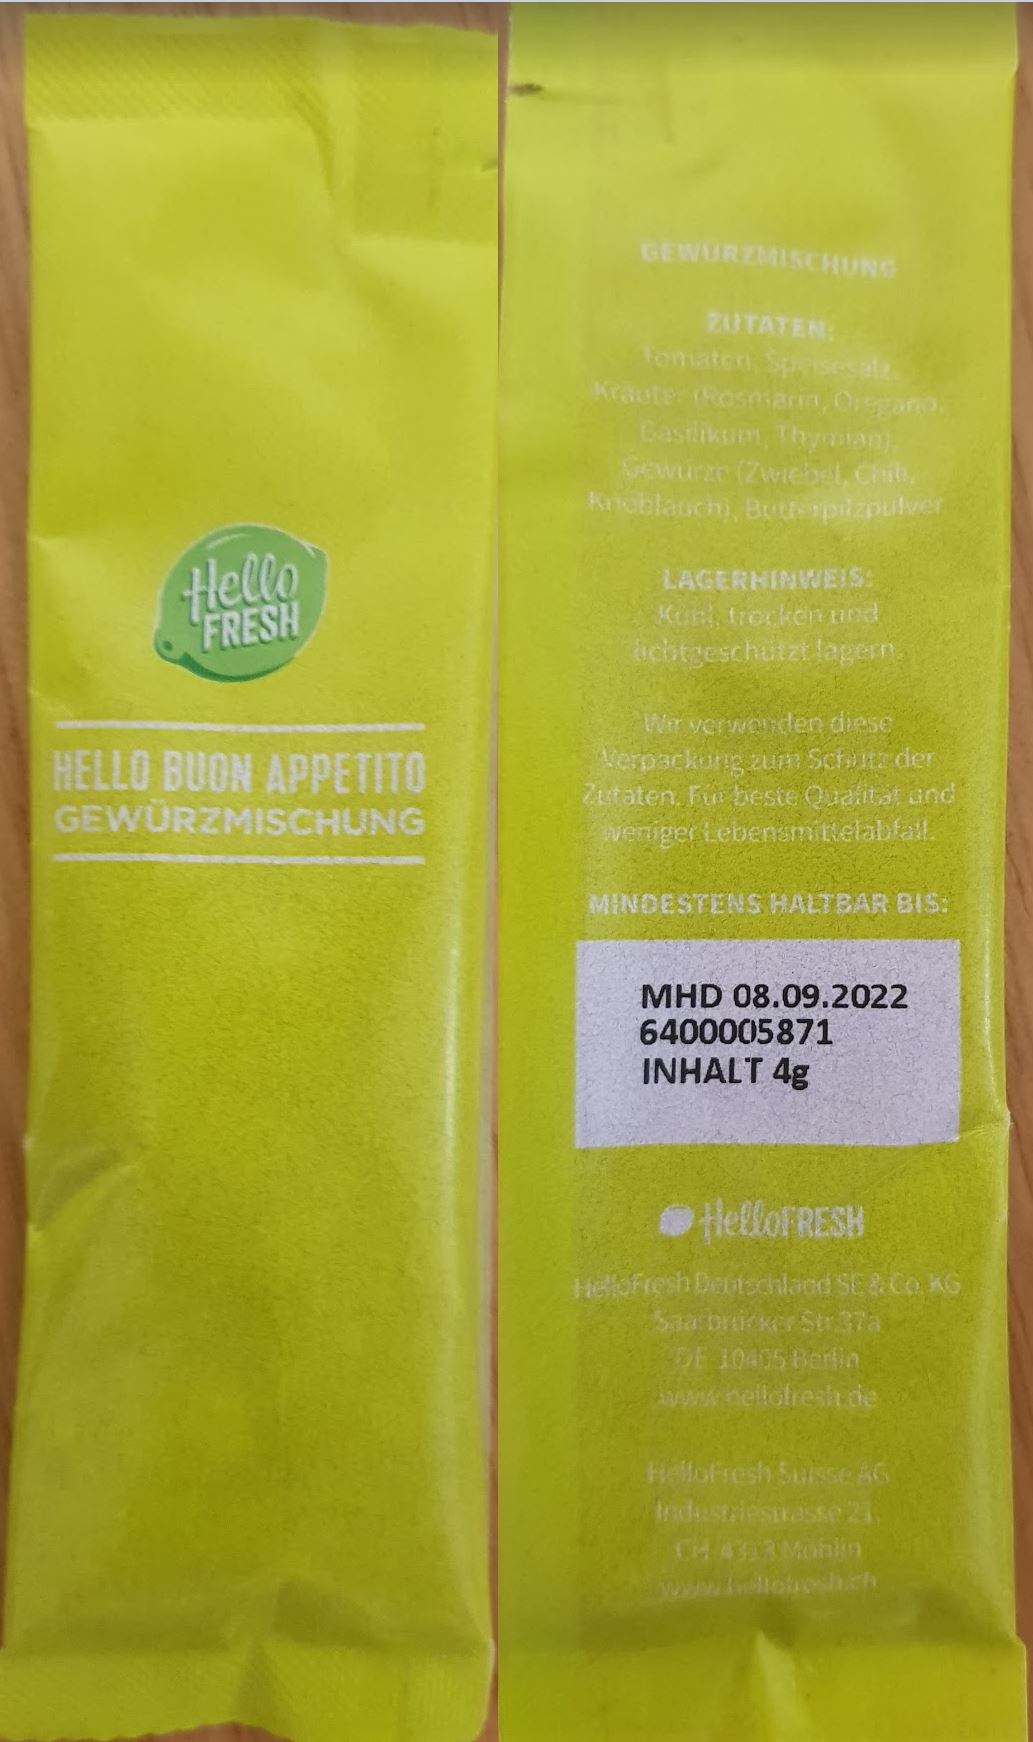 Hello
FRESH
HELLO BUON APPETITO
GEWÜRZMISCHUNG
GEWÜRZMISCHUNG
ZUTATEN:
Tomaten, Speisesalz,
Kräuter (Rosmarin, Oregano,
Basilikum, Thymian),
Gewürze (Zwiebel, Chili,
Knoblauch), Butterpilzpulver
LAGERHINWEIS:
Kühl, trocken und
lichtgeschützt lagern.
Wir verwenden diese
Verpackung zum Schutz der
Zutaten. Für beste Qualität und
weniger Lebensmittelabfall.
MINDESTENS HALTBAR BIS:
MHD 08.09.2022
6400005871
INHALT 4g
HelloFRESH
HelloFresh Deutschland SE & Co. KG
Saarbrücker Str.37a
DE-10405 Berlin
www.hellofresh.de
HelloFresh Suisse AG
Industriestrasse 21,
CH-4313 Möhlin
www.hellofresh.ch